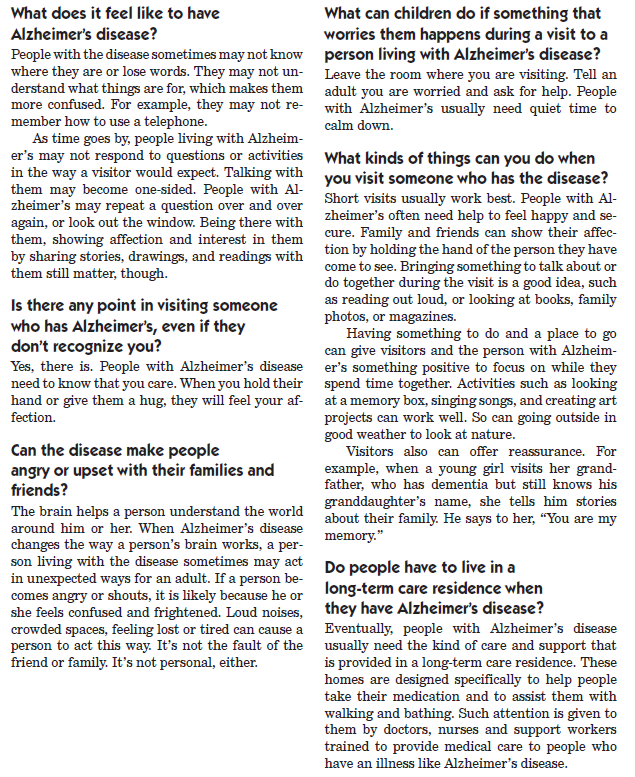 What does it feel like to have
Alzheimer's disease?
People with the disease sometimes may not know
where they are or lose words. They may not un-
derstand what things are for, which makes them
more confused. For example, they may not re-
member how to use a telephone.
As time goes by, people living with Alzheim-
er's may not respond to questions or activities
in the way a visitor would expect. Talking with
them may become one-sided. People with Al-
zheimer's may repeat a question over and over
again, or look out the window. Being there with
them, showing affection and interest in them
by sharing stories, drawings, and readings with
them still matter, though.
Is there any point in visiting someone
who has Alzheimer's, even if they
don't recognize you?
Yes, there is. People with Alzheimer's disease
need to know that you care. When you hold their
hand or give them a hug, they will feel your af-
fection.
Can the disease make people
angry or upset with their families and
friends?
The brain helps a person understand the world
around him or her. When Alzheimer's disease
changes the way a person's brain works, a per-
son living with the disease sometimes may act
in unexpected ways for an adult. If a person be-
comes angry or shouts, it is likely because he or
she feels confused and frightened. Loud noises,
crowded spaces, feeling lost or tired can cause a
person to act this way. It's not the fault of the
friend or family. It's not personal, either.
What can children do if something that
worries them happens during a visit to a
person living with Alzheimer's disease?
Leave the room where you are visiting. Tell an
adult you are worried and ask for help. People
with Alzheimer's usually need quiet time to
calm down.
What kinds of things can you do when
you visit someone who has the disease?
Short visits usually work best. People with Al-
zheimer's often need help to feel happy and se-
cure. Family and friends can show their affec-
tion by holding the hand of the person they have
come to see. Bringing something to talk about or
do together during the visit is a good idea, such
as reading out loud, or looking at books, family
photos, or magazines.
Having something to do and a place to go
can give visitors and the person with Alzheim-
er's something positive to focus on while they
spend time together. Activities such as looking
at a memory box, singing songs, and creating art
projects can work well. So can going outside in
good weather to look at nature.
Visitors also can offer reassurance. For
example, when a young girl visits her grand-
father, who has dementia but still knows his
granddaughter's name, she tells him stories
about their family. He says to her, "You are my
memory."
Do people have to live in a
long-term care residence when
they have Alzheimer's disease?
Eventually, people with Alzheimer's disease
usually need the kind of care and support that
is provided in a long-term care residence. These
homes are designed specifically to help people
take their medication and to assist them with
walking and bathing. Such attention is given to
them by doctors, nurses and support workers
trained to provide medical care to people who
have an illness like Alzheimer's disease.